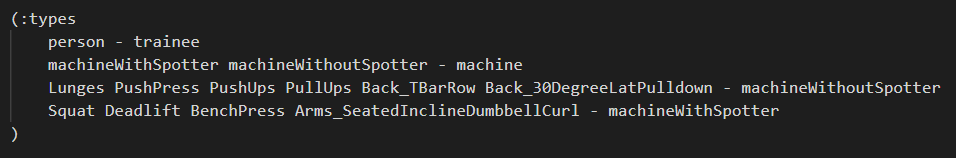 (:types
person - trainee
machineWithSpotter machineWithoutSpotter - machine
Lunges PushPress PushUps PullUps Back_TBarRow Back_30DegreeLatPulldown - machineWithoutSpotter
Squat Deadlift BenchPress Arms_SeatedInclineDumbbellCurl - machineWithSpotter
)